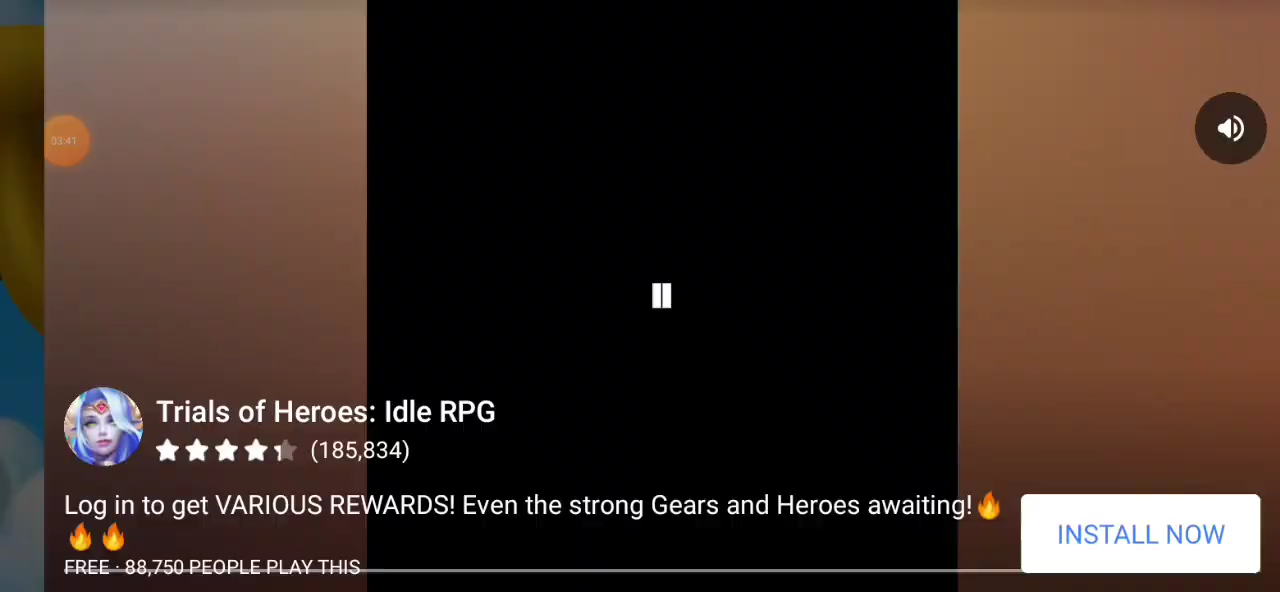 03:41
Trials of Heroes: Idle RPG
(185,834)
Log in to get VARIOUS REWARDS! Even the strong Gears and Heroes awaiting!🔥
🔥🔥
FREE · 88,750 PEOPLE PLAY THIS
INSTALL NOW